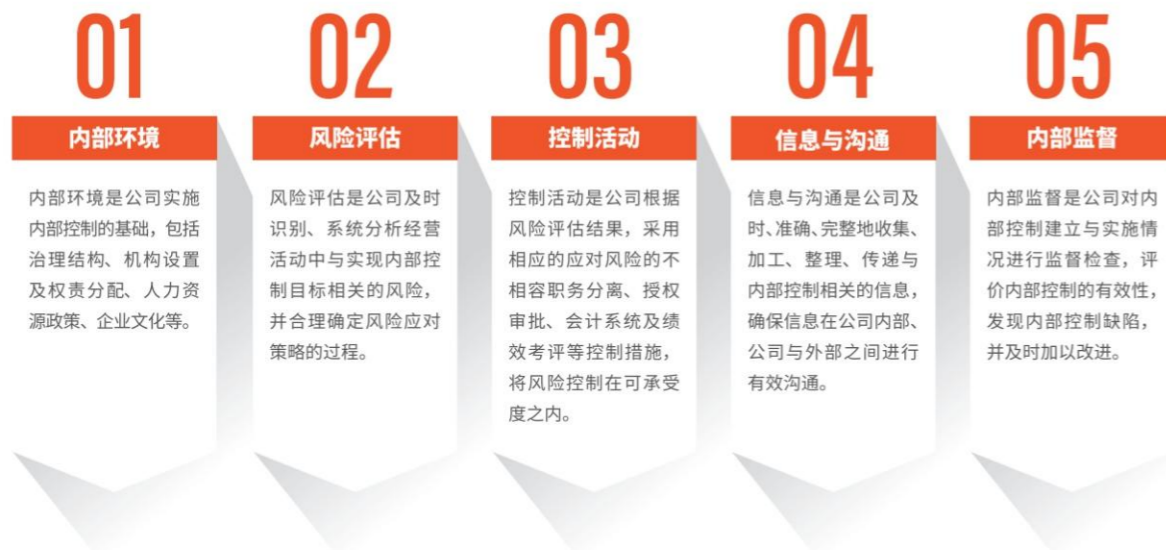 01
内部环境
内部环境是公司实施
内部控制的基础，包括
治理结构、机构设置
及权责分配、人力资
源政策、企业文化等。
02
风险评估
风险评估是公司及时
识别、系统分析经营
活动中与实现内部控
制目标相关的风险，
并合理确定风险应对
策略的过程。
03
控制活动
控制活动是公司根据
风险评估结果，采用
相应的应对风险的不
相容职务分离、授权
审批、会计系统及绩
效考评等控制措施，
将风险控制在可承受
度之内。
04
信息与沟通
信息与沟通是公司及
时、准确、完整地收集、
加工、整理、传递与
内部控制相关的信息，
确保信息在公司内部、
公司与外部之间进行
有效沟通。
05
内部监督
内部监督是公司对内
部控制建立与实施情
况进行监督检查，评
价内部控制的有效性，
发现内部控制缺陷，
并及时加以改进。